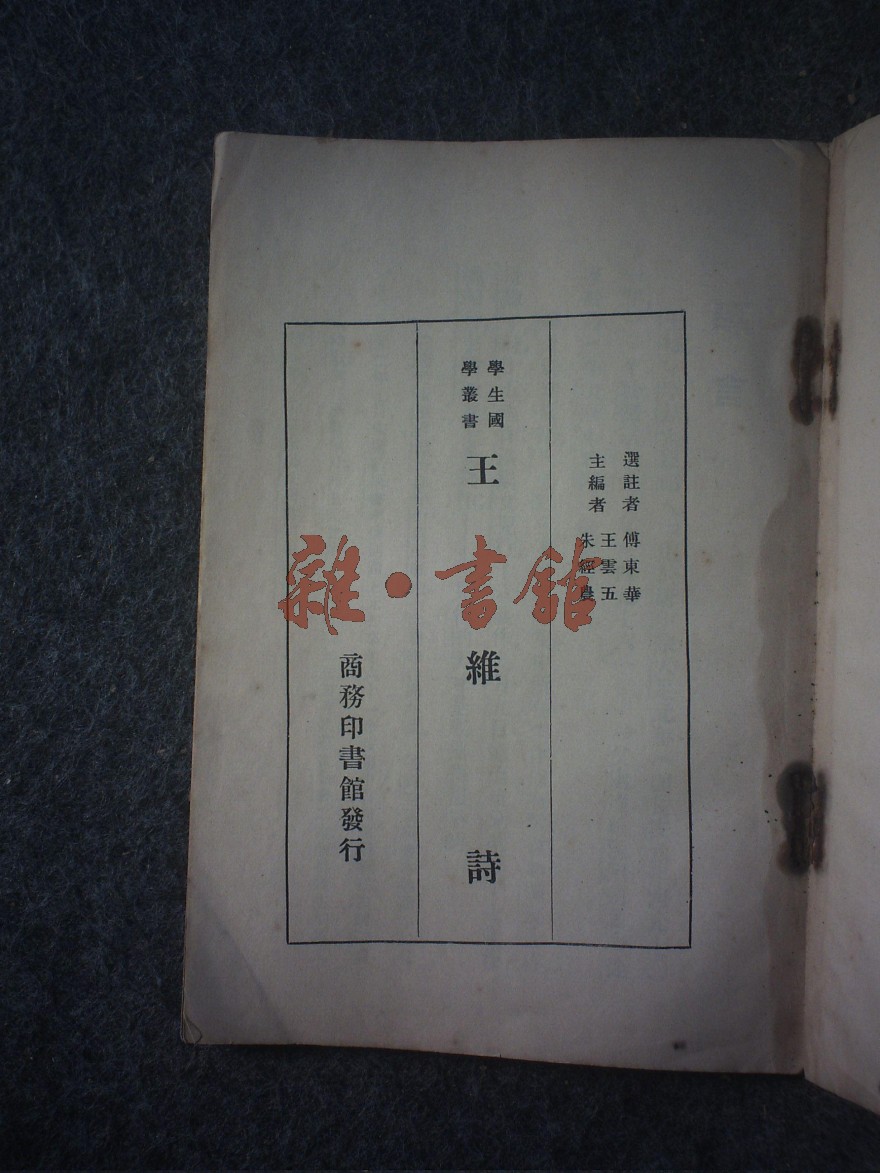 選註者 傅東華
主編者 王雲五
朱經農
學生國
學叢書
王維詩
商務印書館發行
雜·書館